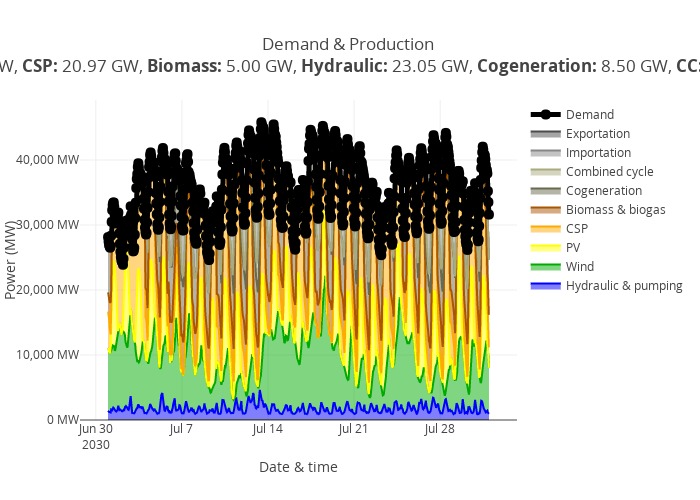 Demand & Production
W, CSP: 20.97 GW, Biomass: 5.00 GW, Hydraulic: 23.05 GW, Cogeneration: 8.50 GW, CC:
Demand
Exportation
Importation
Combined cycle
Cogeneration
Biomass & biogas
CSP
PV
Wind
Hydraulic & pumping
Power (MW)
40,000 MW
30,000 MW
20,000 MW
10,000 MW
0 MW
Jun 30 Jul 7 Jul 14 Jul 21 Jul 28
2030
Date & time